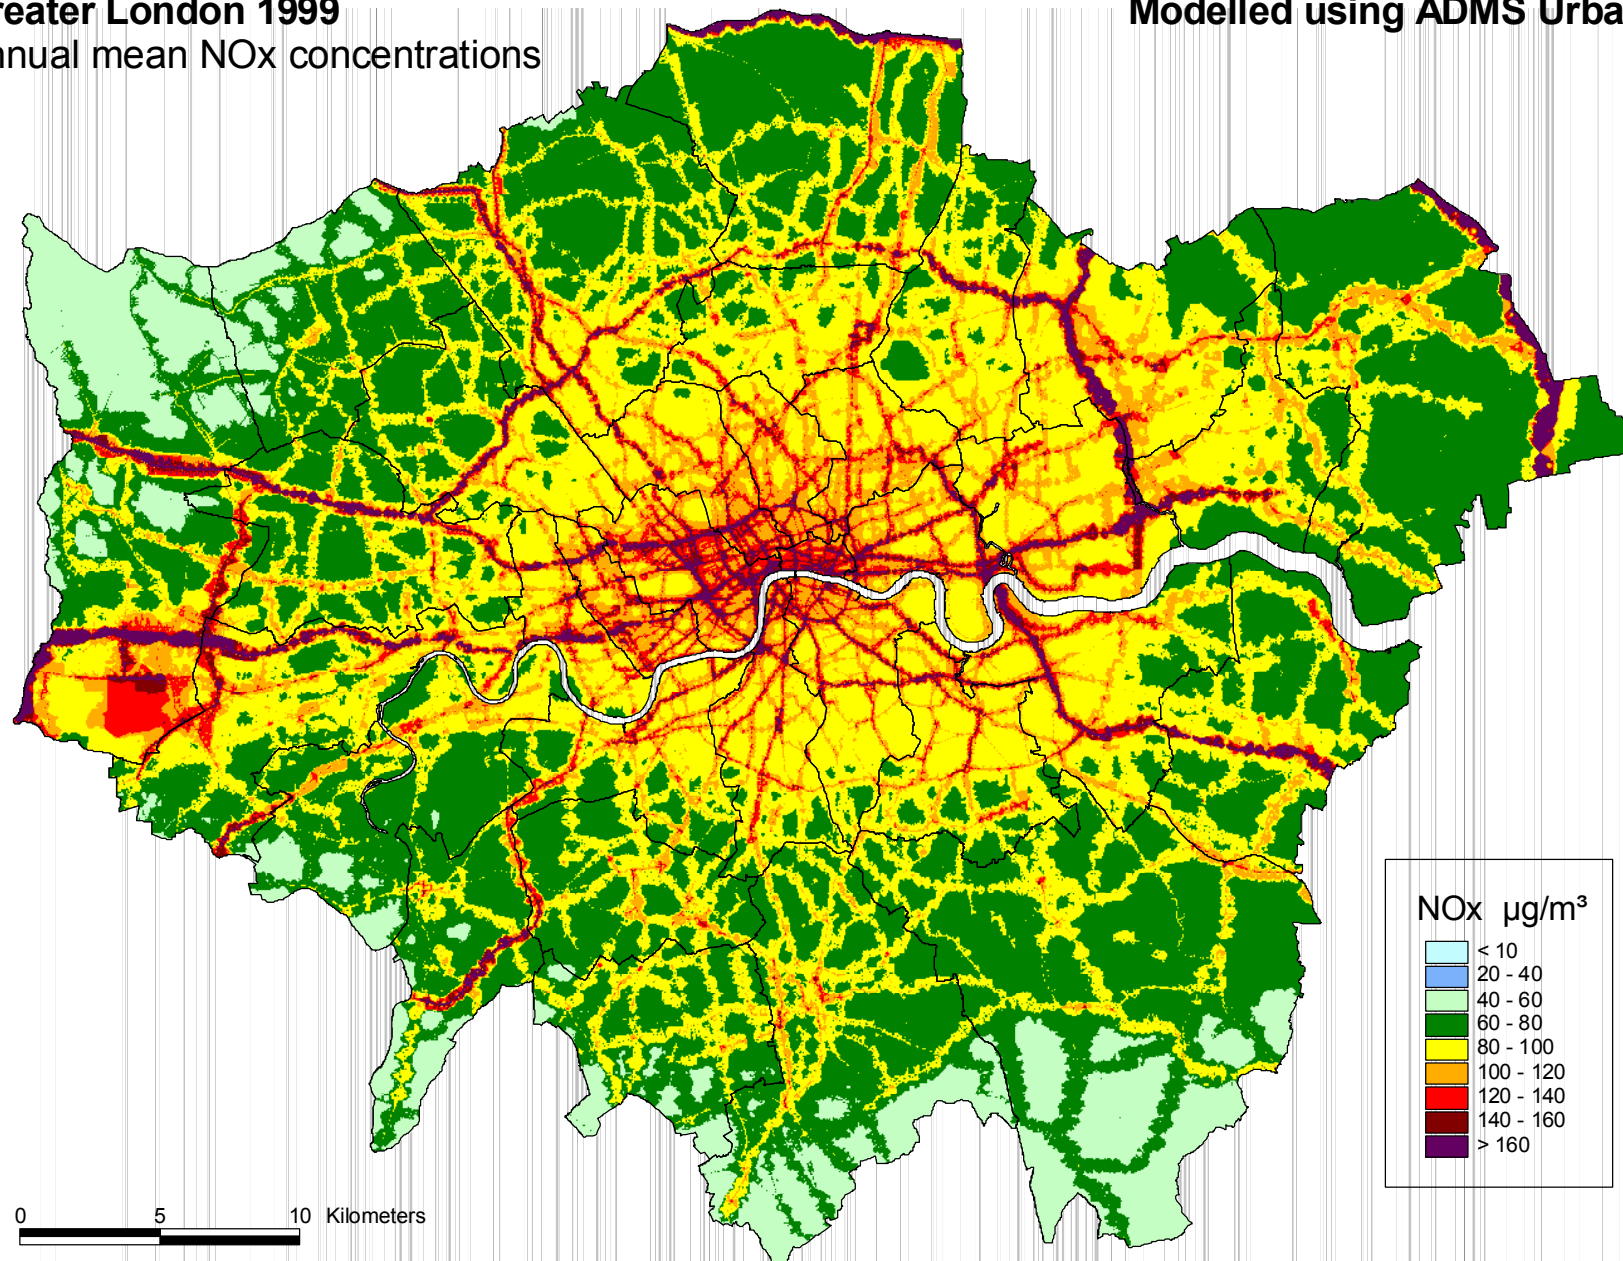 reater London 1999
nnual mean NOx concentrations
Modelled using ADMS Urba
NOx µg/m³
< 10
20 - 40
40 - 60
60 - 80
80 - 100
100 - 120
120 - 140
140 - 160
> 160
0 5 10 Kilometers